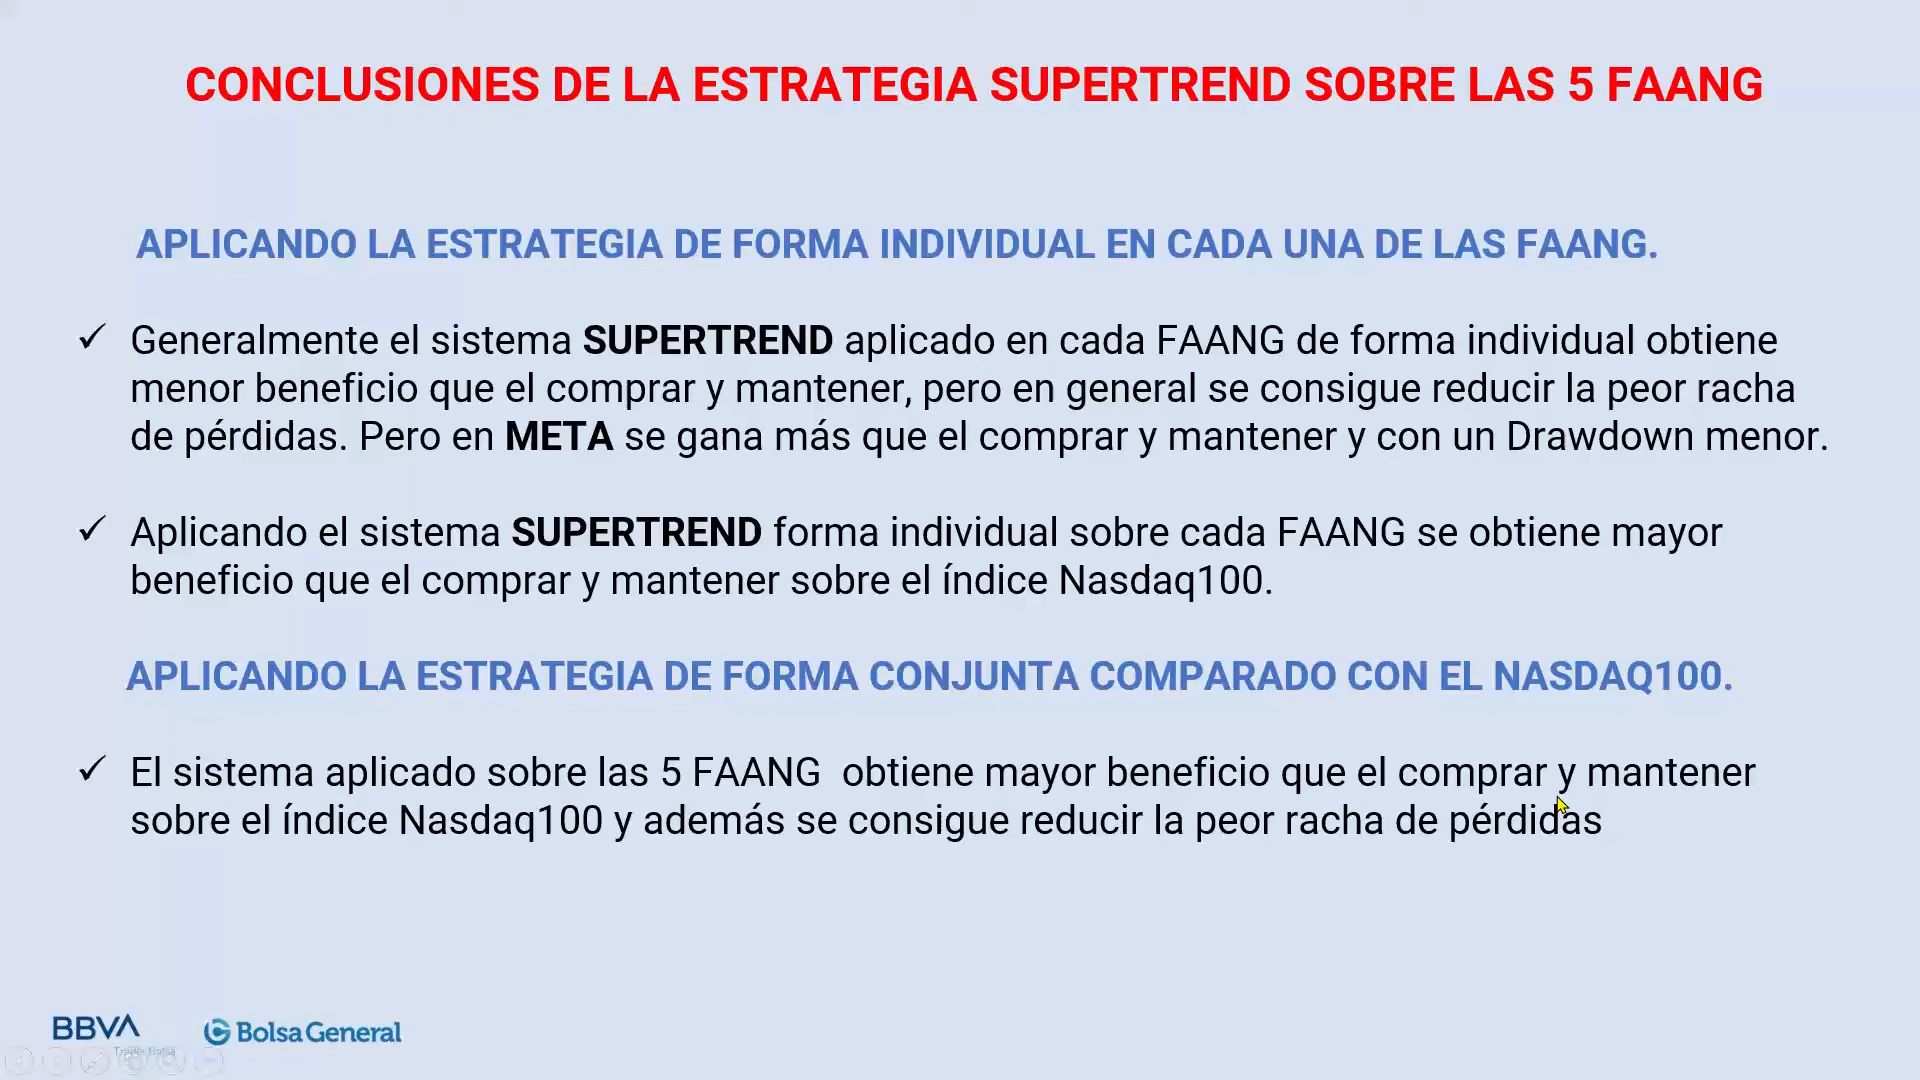 CONCLUSIONES DE LA ESTRATEGIA SUPERTREND SOBRE LAS 5 FAANG
APLICANDO LA ESTRATEGIA DE FORMA INDIVIDUAL EN CADA UNA DE LAS FAANG.
✓ Generalmente el sistema SUPERTREND aplicado en cada FAANG de forma individual obtiene
menor beneficio que el comprar y mantener, pero en general se consigue reducir la peor racha
de pérdidas. Pero en META se gana más que el comprar y mantener y con un Drawdown menor.
✓ Aplicando el sistema SUPERTREND forma individual sobre cada FAANG se obtiene mayor
beneficio que el comprar y mantener sobre el índice Nasdaq100.
APLICANDO LA ESTRATEGIA DE FORMA CONJUNTA COMPARADO CON EL NASDAQ100.
✓ El sistema aplicado sobre las 5 FAANG  obtiene mayor beneficio que el comprar y mantener
sobre el índice Nasdaq100 y además se consigue reducir la peor racha de pérdidas
BBVA
Trader Bolsa
Bolsa General